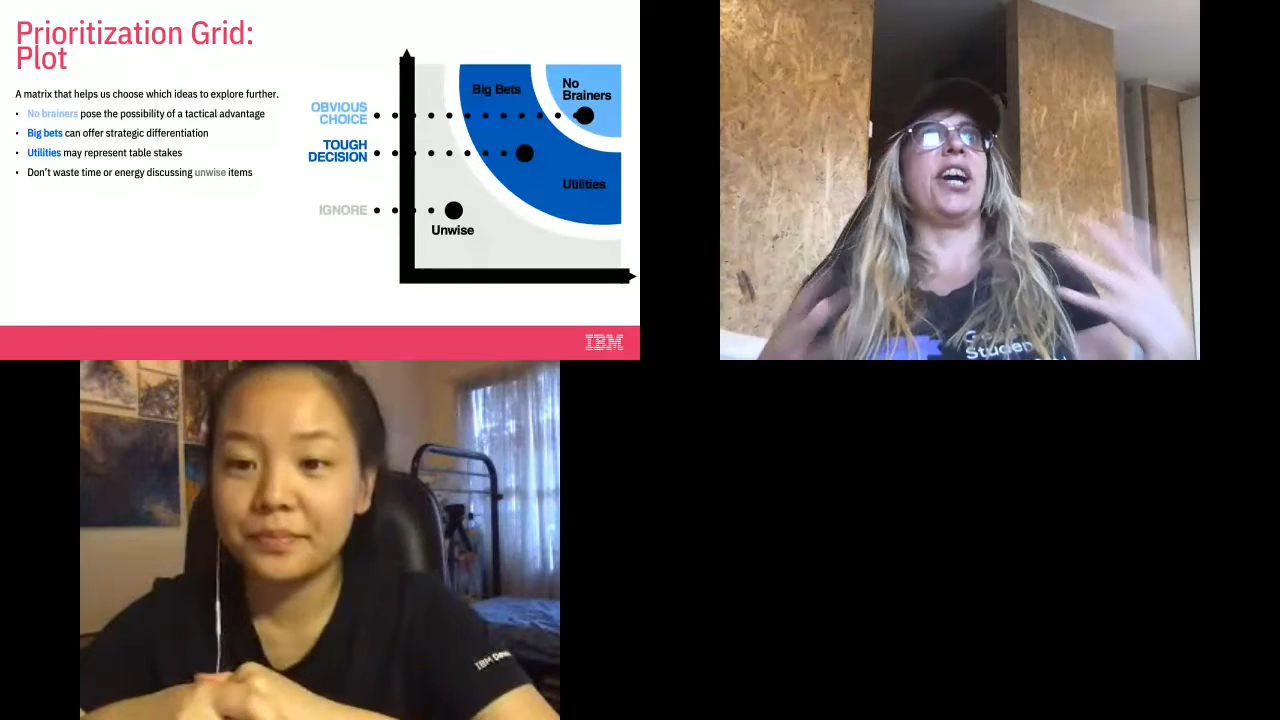 Prioritization Grid:
Plot
A matrix that helps us choose which ideas to explore further.
• No brainers pose the possibility of a tactical advantage
• Big bets can offer strategic differentiation
• Utilities may represent table stakes
• Don't waste time or energy discussing unwise items
OBVIOUS
CHOICE
TOUGH
DECISION
IGNORE
Big Bets
No
Brainers
Utilities
Unwise
IBM
IBM